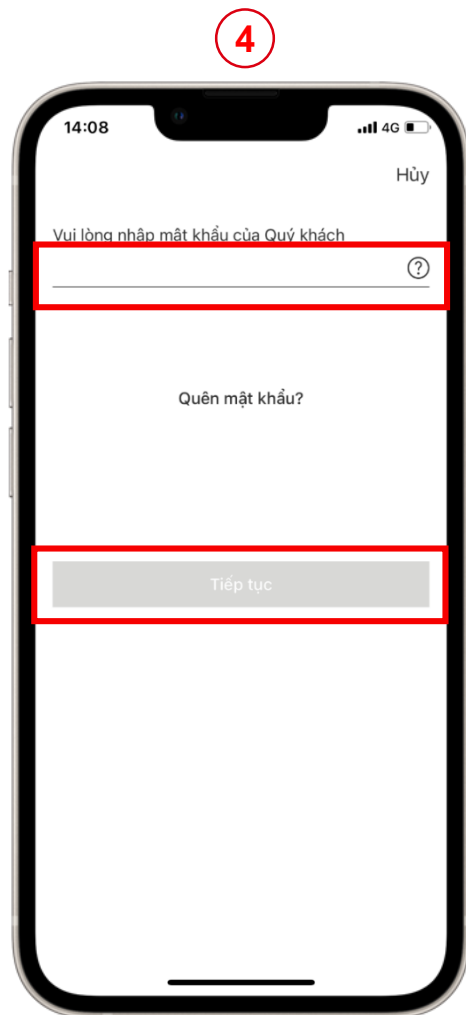 4
14:08
4G
Hủy
Vui lòng nhập mật khẩu của Quý khách
?
Quên mật khẩu?
Tiếp tục